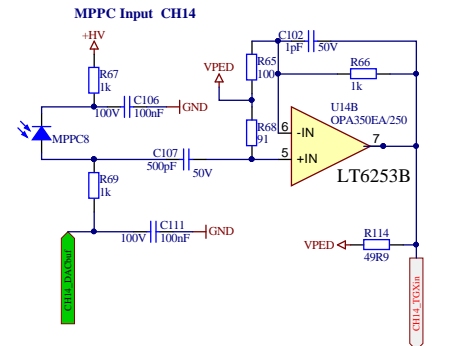 MPPC Input CH14
+HV
C102
1pF
50V
R67
1k
VPED
R65
100
R66
1k
C106
GND
100V
100nF
U14B
OPA350EA/250
MPPC8
R68
91
6
-IN
7
5
+IN
C107
500pF
50V
LT6253B
R69
1k
C111
GND
100V
100nF
R114
VPED
49R9
CH14_DACbuf
CH14_TGXin